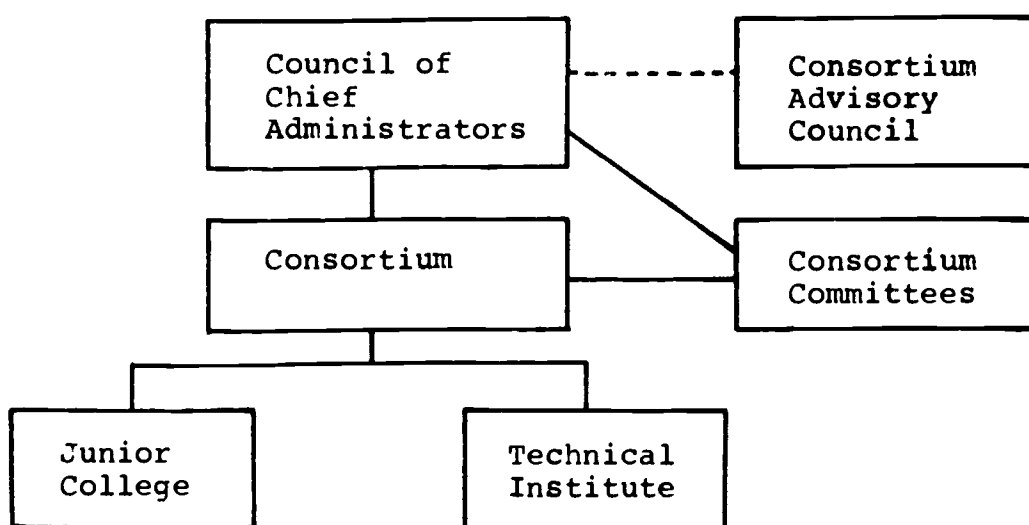 Council of
Chief
Administrators
Consortium
Advisory
Council
Consortium
Consortium
Committees
Junior
College
Technical
Institute